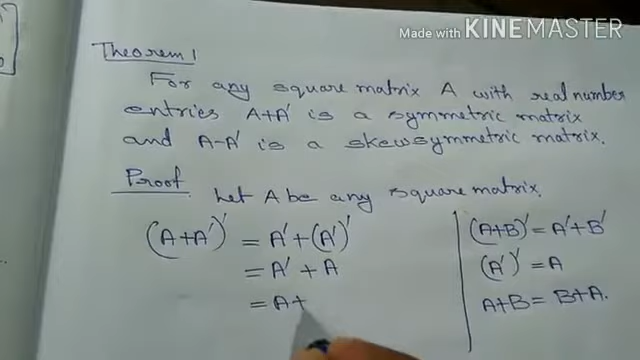 Made with KINEMASTER
Theorem 1
For any square matrix A with real number
entries A+A' is a symmetric matrix
and A-A' is a skewsymmetric matrix.
Proof Let A be any square matrix.
(A+A')' = A'+(A')'
= A' + A
= A+
(A+B)' = A'+B'
(A')' = A
A+B = B+A.